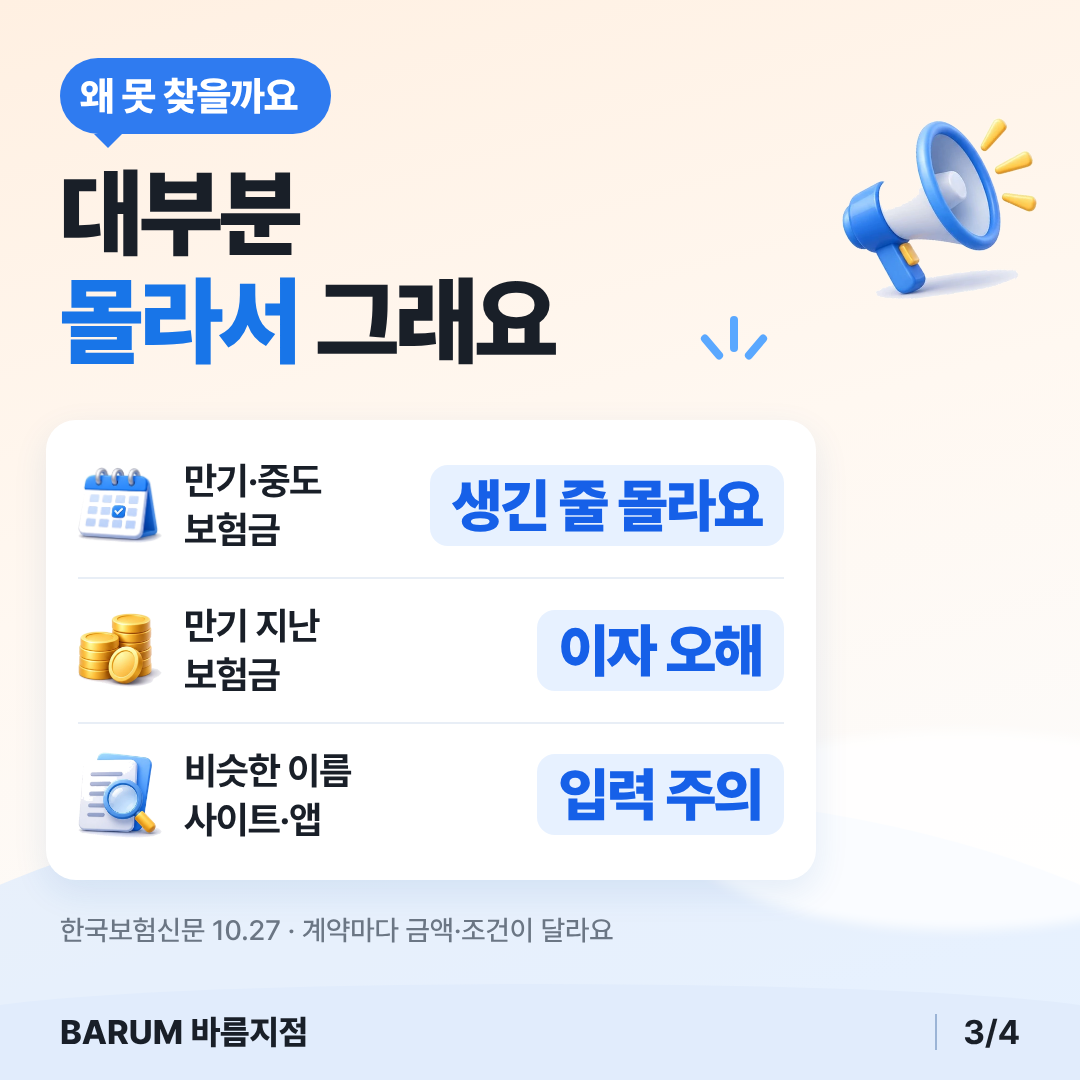 왜 못 찾을까요
대부분
몰라서 그래요
만기·중도
보험금
생긴 줄 몰라요
만기 지난
보험금
이자 오해
비슷한 이름
사이트·앱
입력 주의
한국보험신문 10.27 · 계약마다 금액·조건이 달라요
BARUM 바름지점
3/4